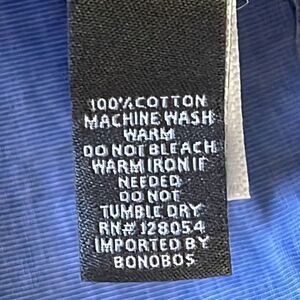 100% COTTON
MACHINE WASH
WARM
DO NOT BLEACH
WARM IRON IF
NEEDED
DO NOT
TUMBLE DRY
RN# 128054
IMPORTED BY
BONOBOS